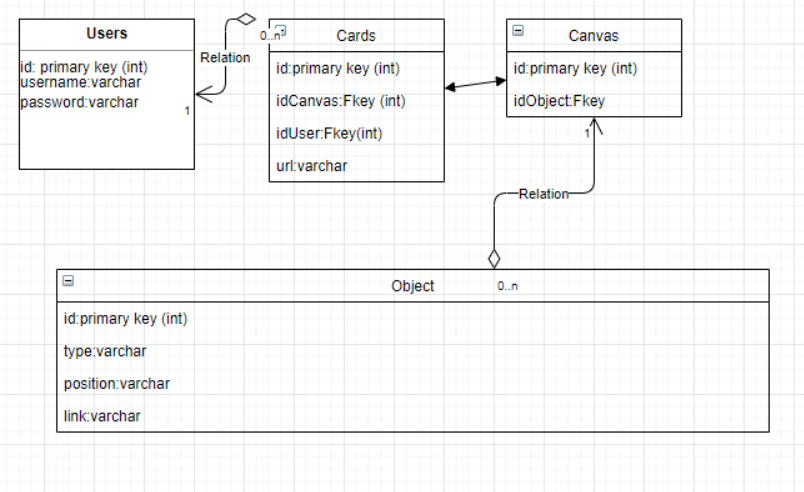 Users
id: primary key (int)
username:varchar
password:varchar
1
Relation
0..n
Cards
id:primary key (int)
idCanvas:Fkey (int)
idUser:Fkey(int)
url:varchar
Canvas
id:primary key (int)
idObject:Fkey
1
Relation
Object
0..n
id:primary key (int)
type:varchar
position:varchar
link:varchar